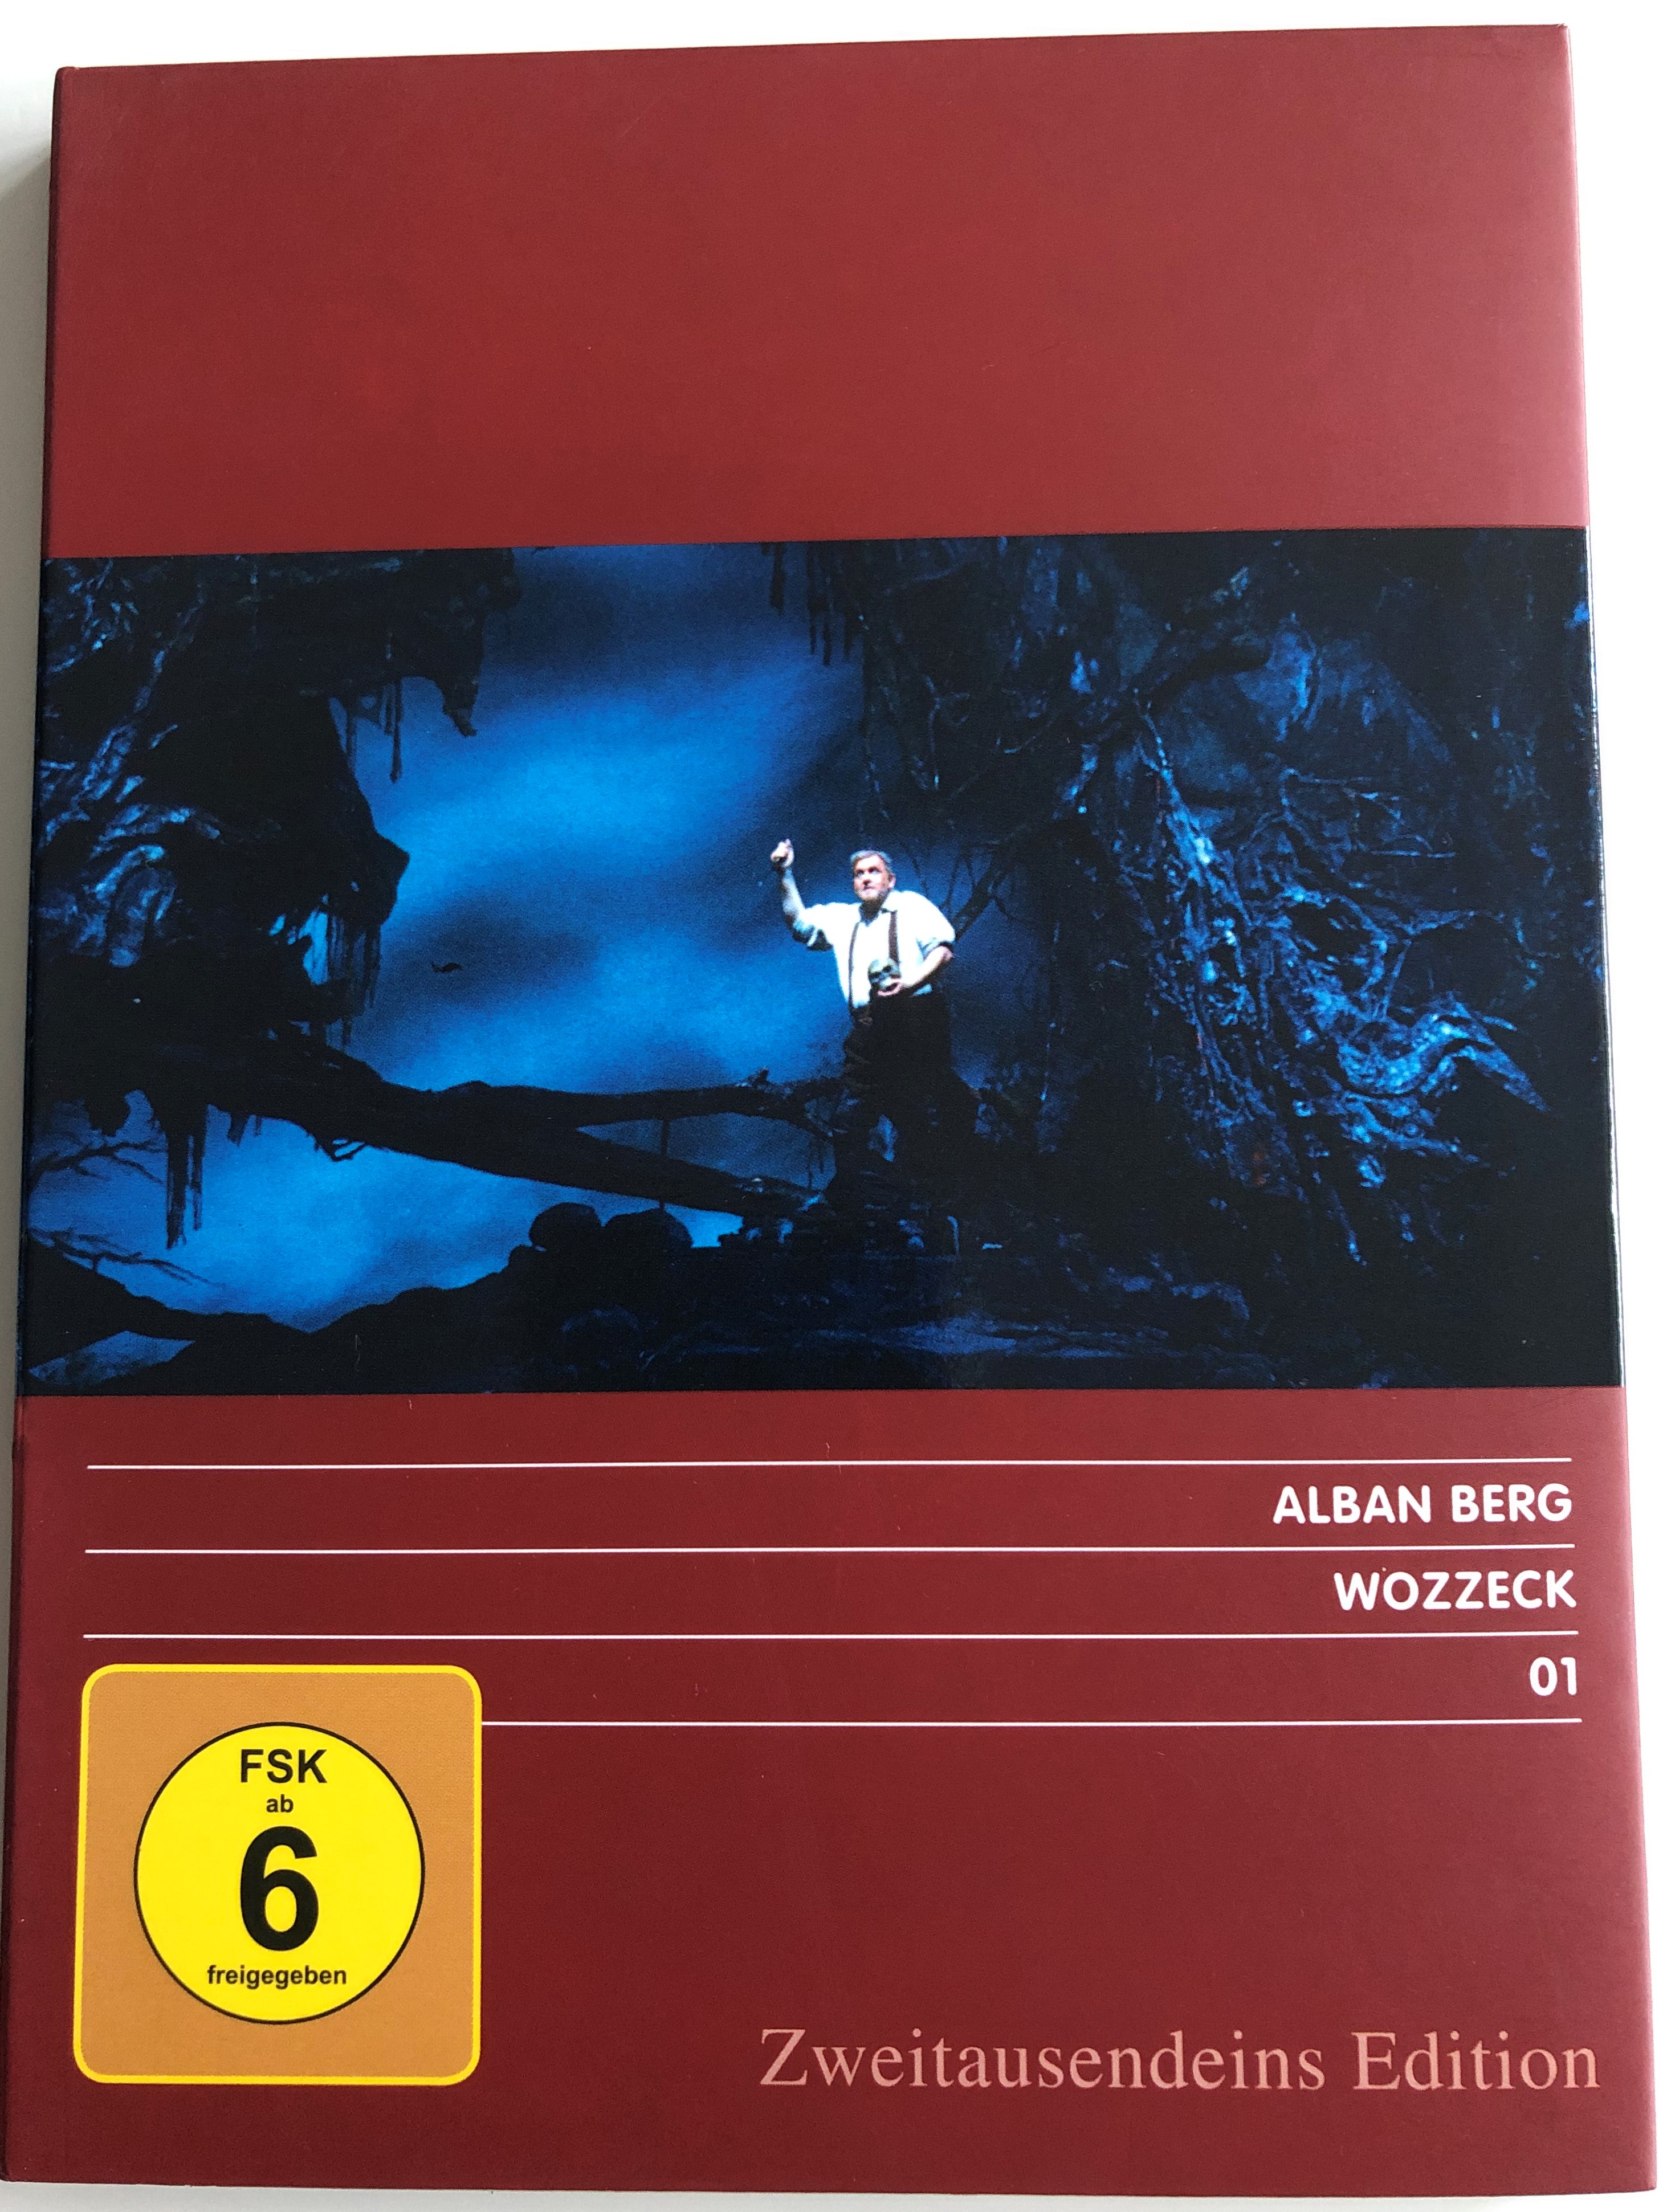 ALBAN BERG
WOZZECK
01
FSK
ab
6
freigegeben
Zweitausendeins Edition